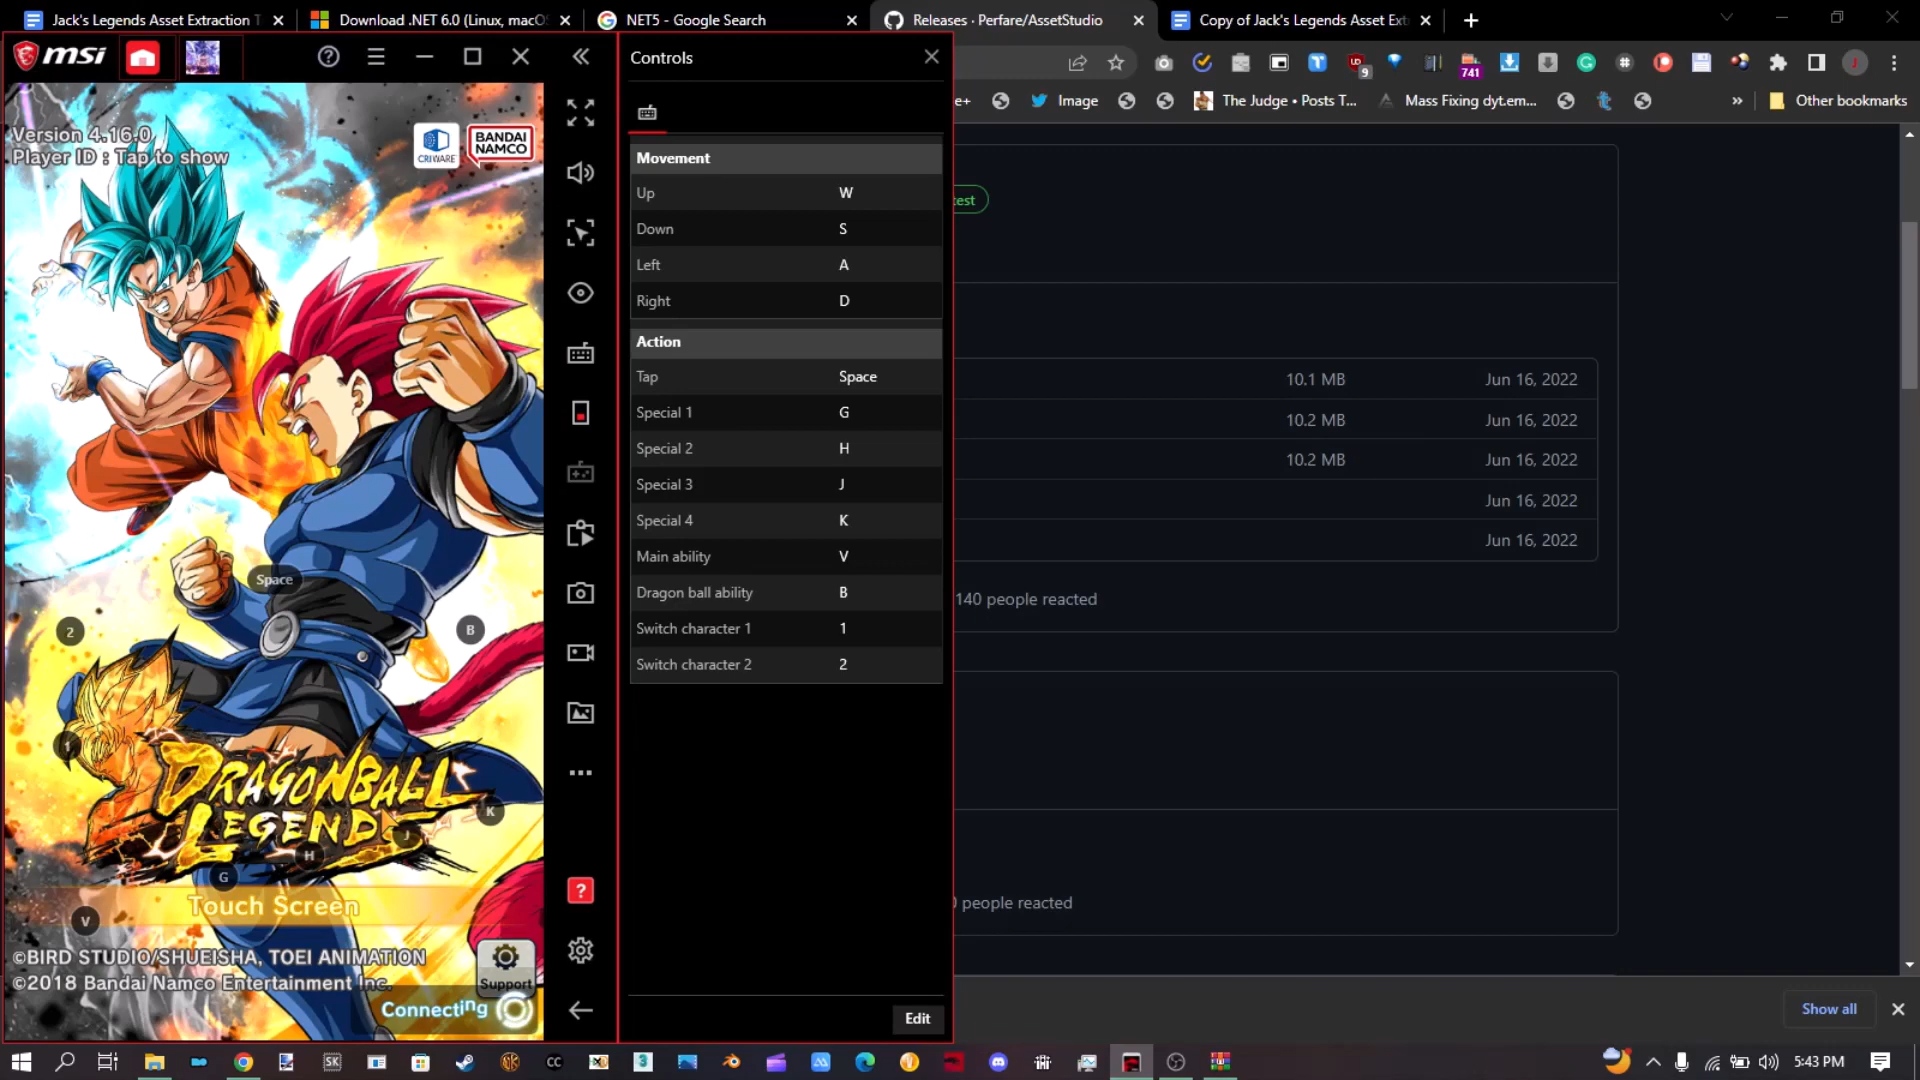 Jack's Legends Asset Extraction T
Download .NET 6.0 (Linux, macOS
NET5 - Google Search
Releases · Perfare/AssetStudio
Copy of Jack's Legends Asset Ext
msi
Controls
9
741
e+
Image
The Judge • Posts T...
Mass Fixing dyt.em...
»
Other bookmarks
Version 4.16.0
Player ID : Tap to show
CRIWARE
BANDAI
NAMCO
Movement
Up W
Down S
Left A
Right D
Action
Tap Space
Special 1 G
Special 2 H
Special 3 J
Special 4 K
Main ability V
Dragon ball ability B
Switch character 1 1
Switch character 2 2
test
10.1 MB Jun 16, 2022
10.2 MB Jun 16, 2022
10.2 MB Jun 16, 2022
Jun 16, 2022
Jun 16, 2022
140 people reacted
0 people reacted
Space
2
B
1
DRAGONBALL
LEGENDS
K
J
H
G
Touch Screen
V
©BIRD STUDIO/SHUEISHA, TOEI ANIMATION
©2018 Bandai Namco Entertainment Inc.
Support
Connecting
Edit
Show all
5:43 PM